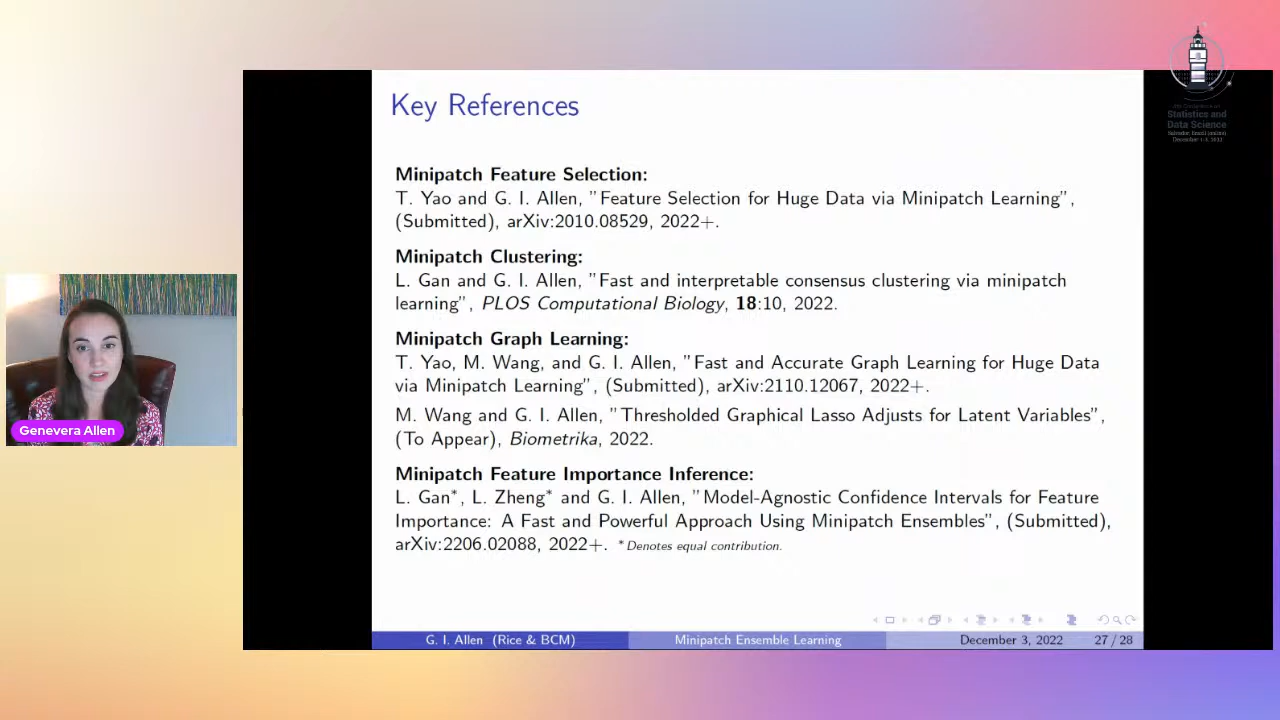 Key References
Minipatch Feature Selection:
T. Yao and G. I. Allen, "Feature Selection for Huge Data via Minipatch Learning",
(Submitted), arXiv:2010.08529, 2022+.
Minipatch Clustering:
L. Gan and G. I. Allen, "Fast and interpretable consensus clustering via minipatch
learning", PLOS Computational Biology, 18:10, 2022.
Minipatch Graph Learning:
T. Yao, M. Wang, and G. I. Allen, "Fast and Accurate Graph Learning for Huge Data
via Minipatch Learning", (Submitted), arXiv:2110.12067, 2022+.
M. Wang and G. I. Allen, "Thresholded Graphical Lasso Adjusts for Latent Variables",
(To Appear), Biometrika, 2022.
Minipatch Feature Importance Inference:
L. Gan*, L. Zheng* and G. I. Allen, "Model-Agnostic Confidence Intervals for Feature
Importance: A Fast and Powerful Approach Using Minipatch Ensembles", (Submitted),
arXiv:2206.02088, 2022+. *Denotes equal contribution.
G. I. Allen (Rice & BCM) Minipatch Ensemble Learning December 3, 2022 27 / 28
Genevera Allen
Statistics and
Data Science